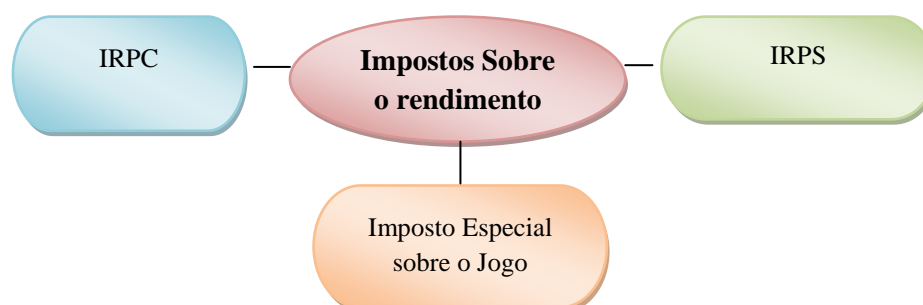 IRPC
Impostos Sobre
o rendimento
IRPS
Imposto Especial
sobre o Jogo